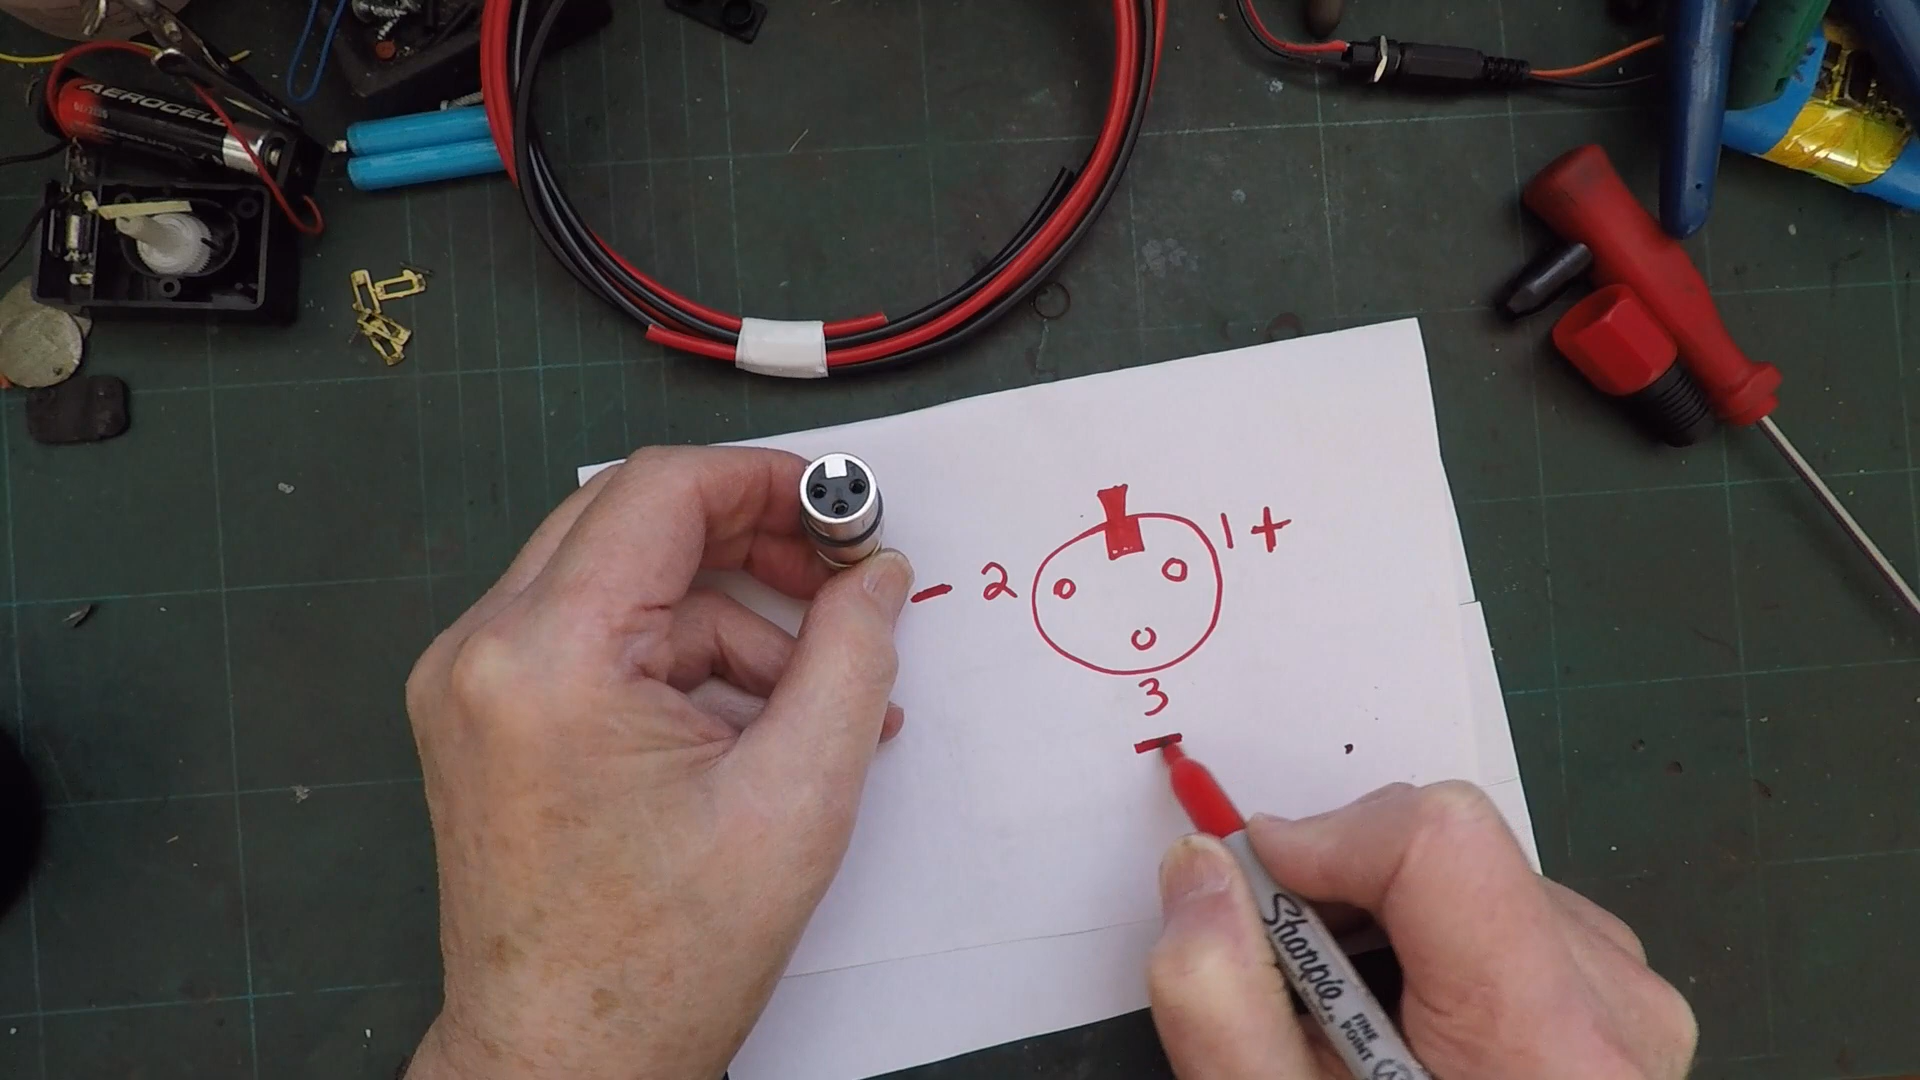 AEROCELL
1+
- 2
3
-
Sharpie
FINE
POINT